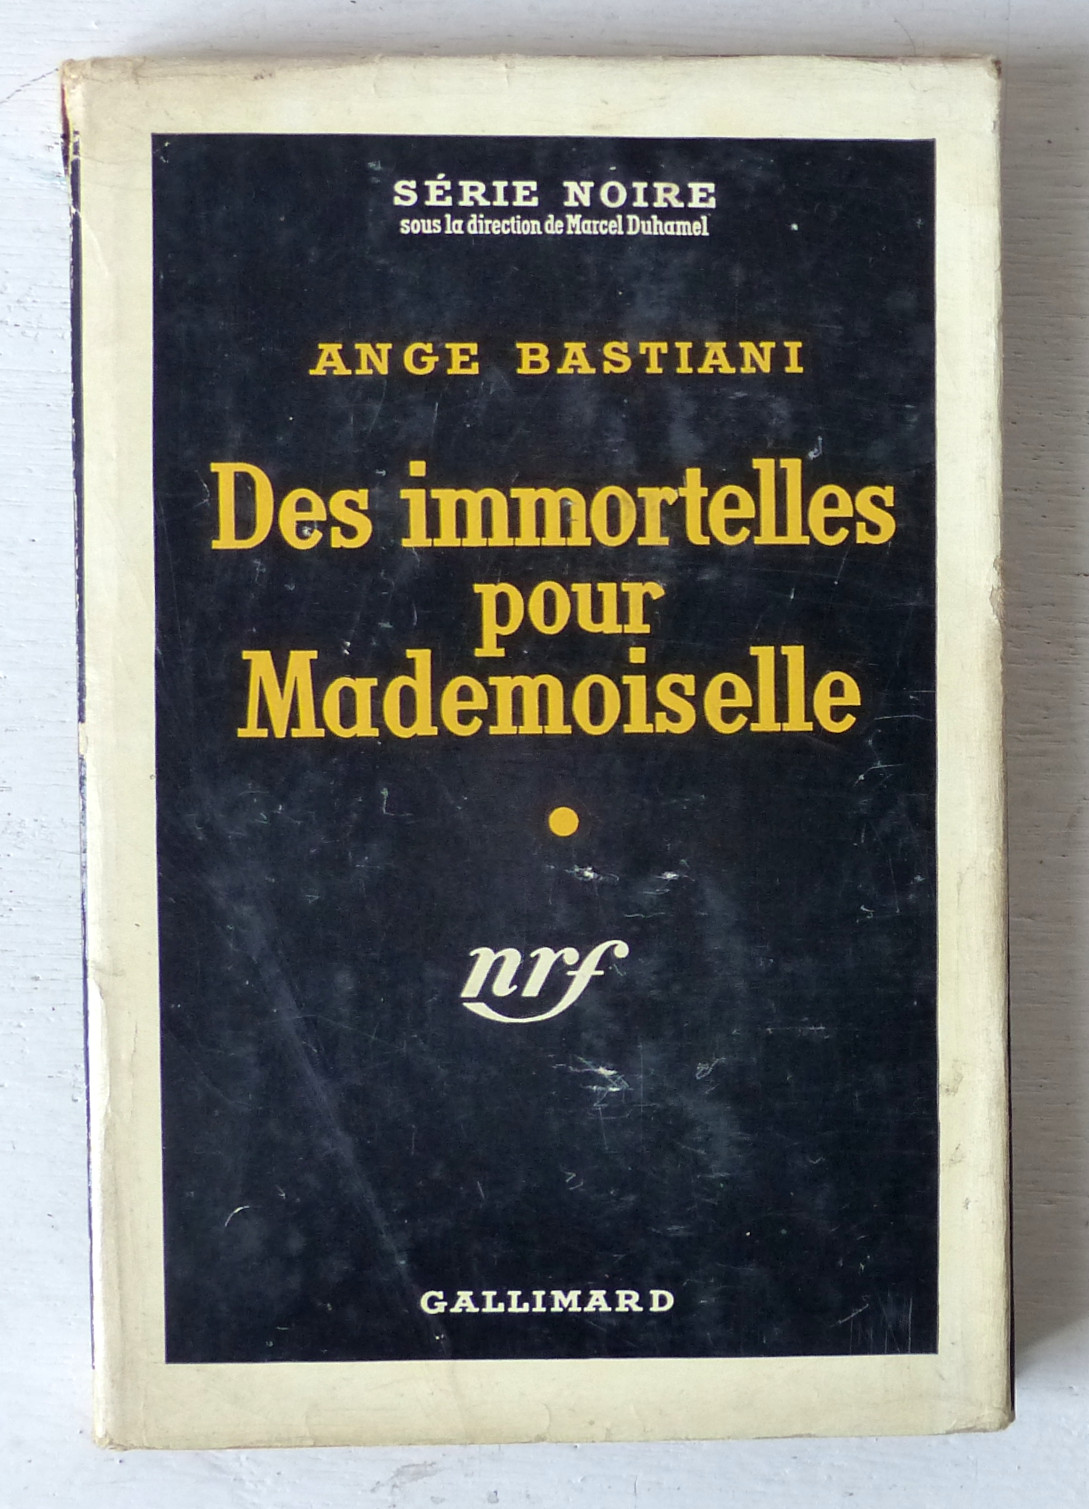 SÉRIE NOIRE
sous la direction de Marcel Duhamel
ANGE BASTIANI
Des immortelles
pour
Mademoiselle
nrf
GALLIMARD